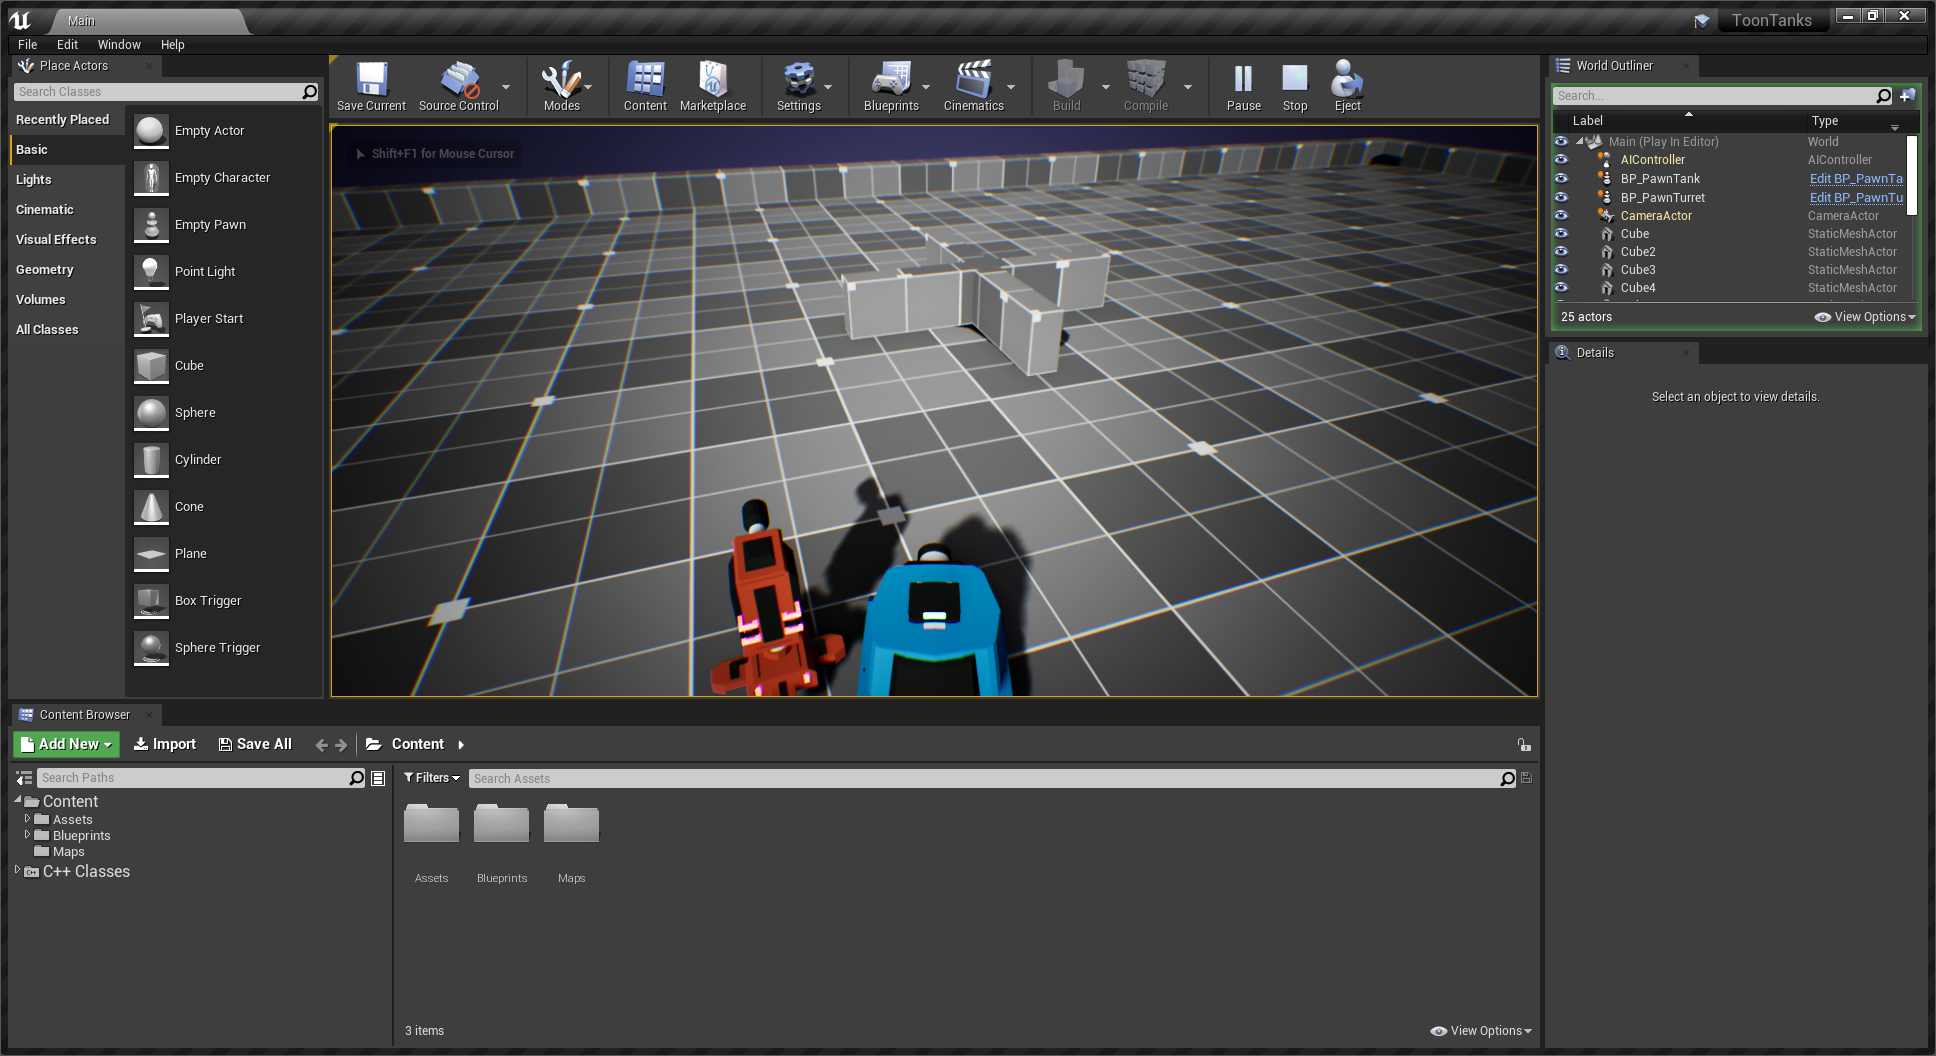 Main
ToonTanks
File Edit Window Help
Place Actors
Search Classes
Recently Placed
Basic
Lights
Cinematic
Visual Effects
Geometry
Volumes
All Classes
Empty Actor
Empty Character
Empty Pawn
Point Light
Player Start
Cube
Sphere
Cylinder
Cone
Plane
Box Trigger
Sphere Trigger
Save Current Source Control Modes Content Marketplace Settings Blueprints Cinematics Build Compile Pause Stop Eject
Shift+F1 for Mouse Cursor
World Outliner
Search...
Label Type
Main (Play In Editor) World
AIController AIController
BP_PawnTank Edit BP_PawnTa
BP_PawnTurret Edit BP_PawnTu
CameraActor CameraActor
Cube StaticMeshActor
Cube2 StaticMeshActor
Cube3 StaticMeshActor
Cube4 StaticMeshActor
25 actors View Options
Details
Select an object to view details.
Content Browser
Add New Import Save All Content
Search Paths
Content
Assets
Blueprints
Maps
C++ Classes
Filters Search Assets
Assets Blueprints Maps
3 items View Options